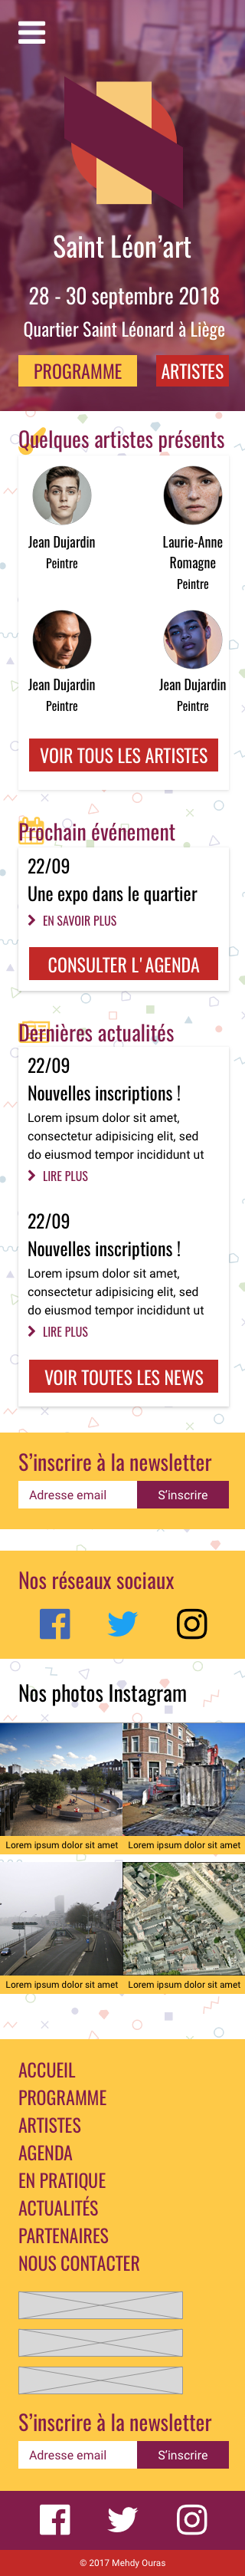 Saint Léon’art
28 - 30 septembre 2018
Quartier Saint Léonard à Liège
PROGRAMME
ARTISTES
Quelques artistes présents
Jean Dujardin
Peintre
Laurie-Anne
Romagne
Peintre
Jean Dujardin
Peintre
Jean Dujardin
Peintre
VOIR TOUS LES ARTISTES
Prochain événement
22/09
Une expo dans le quartier
EN SAVOIR PLUS
CONSULTER L'AGENDA
Dernières actualités
22/09
Nouvelles inscriptions !
Lorem ipsum dolor sit amet,
consectetur adipisicing elit, sed
do eiusmod tempor incididunt ut
LIRE PLUS
22/09
Nouvelles inscriptions !
Lorem ipsum dolor sit amet,
consectetur adipisicing elit, sed
do eiusmod tempor incididunt ut
LIRE PLUS
VOIR TOUTES LES NEWS
S’inscrire à la newsletter
Adresse email
S’inscrire
Nos réseaux sociaux
Nos photos Instagram
Lorem ipsum dolor sit amet
Lorem ipsum dolor sit amet
Lorem ipsum dolor sit amet
Lorem ipsum dolor sit amet
ACCUEIL
PROGRAMME
ARTISTES
AGENDA
EN PRATIQUE
ACTUALITÉS
PARTENAIRES
NOUS CONTACTER
S’inscrire à la newsletter
Adresse email
S’inscrire
© 2017 Mehdy Ouras